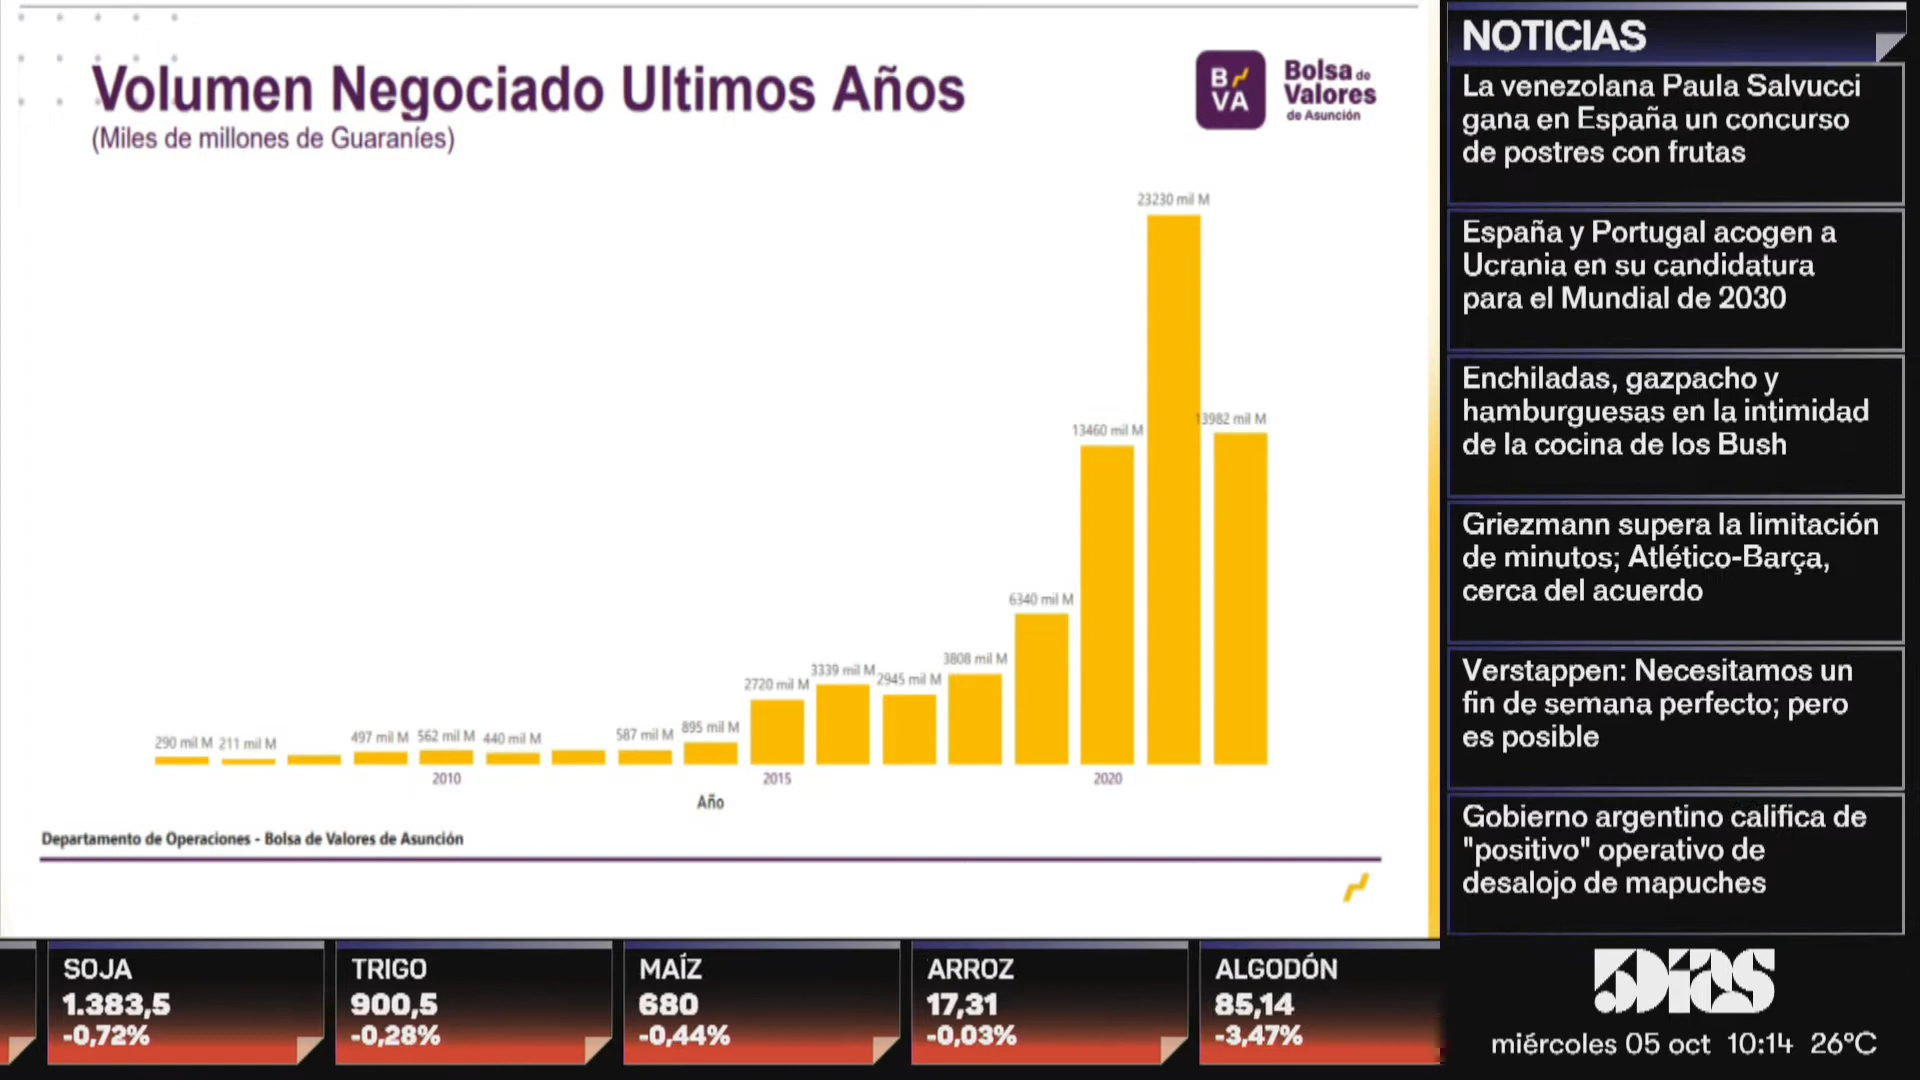 Volumen Negociado Ultimos Años
(Miles de millones de Guaraníes)
B
VA
Bolsa de
Valores
de Asunción
23230 mil M
13982 mil M
13460 mil M
6340 mil M
3808 mil M
3339 mil M
2945 mil M
2720 mil M
895 mil M
587 mil M
290 mil M
211 mil M
497 mil M
562 mil M
440 mil M
2010
2015
2020
Año
Departamento de Operaciones - Bolsa de Valores de Asunción
NOTICIAS
La venezolana Paula Salvucci
gana en España un concurso
de postres con frutas
España y Portugal acogen a
Ucrania en su candidatura
para el Mundial de 2030
Enchiladas, gazpacho y
hamburguesas en la intimidad
de la cocina de los Bush
Griezmann supera la limitación
de minutos; Atlético-Barça,
cerca del acuerdo
Verstappen: Necesitamos un
fin de semana perfecto; pero
es posible
Gobierno argentino califica de
"positivo" operativo de
desalojo de mapuches
SOJA
1.383,5
-0,72%
TRIGO
900,5
-0,28%
MAÍZ
680
-0,44%
ARROZ
17,31
-0,03%
ALGODÓN
85,14
-3,47%
5Dias
miércoles 05 oct 10:14 26°C